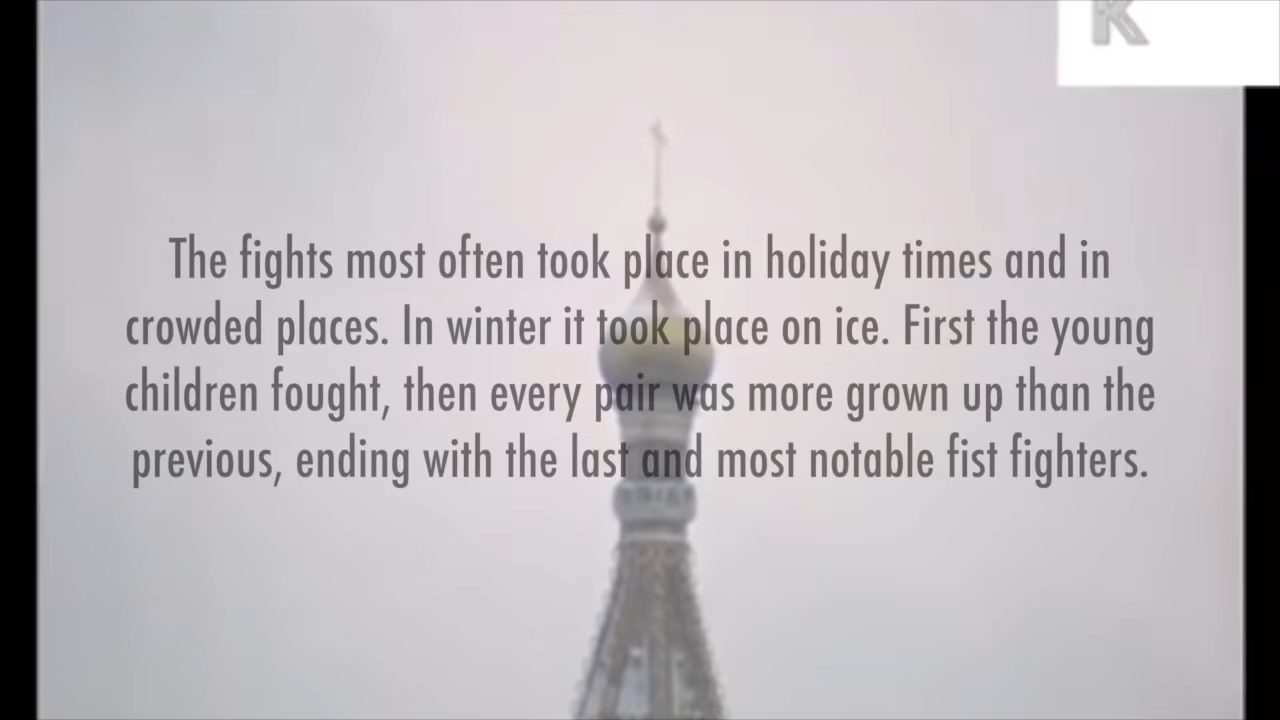 K
The fights most often took place in holiday times and in
crowded places. In winter it took place on ice. First the young
children fought, then every pair was more grown up than the
previous, ending with the last and most notable fist fighters.